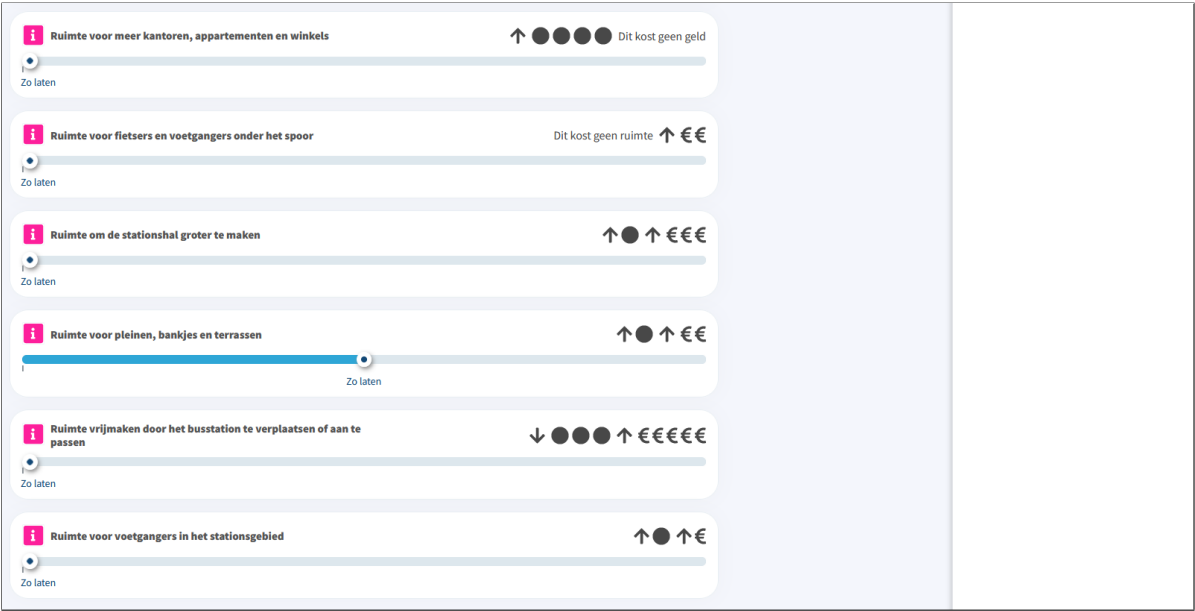 i Ruimte voor meer kantoren, appartementen en winkels ↑ ●●●● Dit kost geen geld
Zo laten
i Ruimte voor fietsers en voetgangers onder het spoor Dit kost geen ruimte ↑ €€
Zo laten
i Ruimte om de stationshal groter te maken ↑ ● ↑ €€€
Zo laten
i Ruimte voor pleinen, bankjes en terrassen ↑ ● ↑ €€
Zo laten
i Ruimte vrijmaken door het busstation te verplaatsen of aan te
passen ↓ ●●● ↑ €€€€€
Zo laten
i Ruimte voor voetgangers in het stationsgebied ↑ ● ↑ €
Zo laten